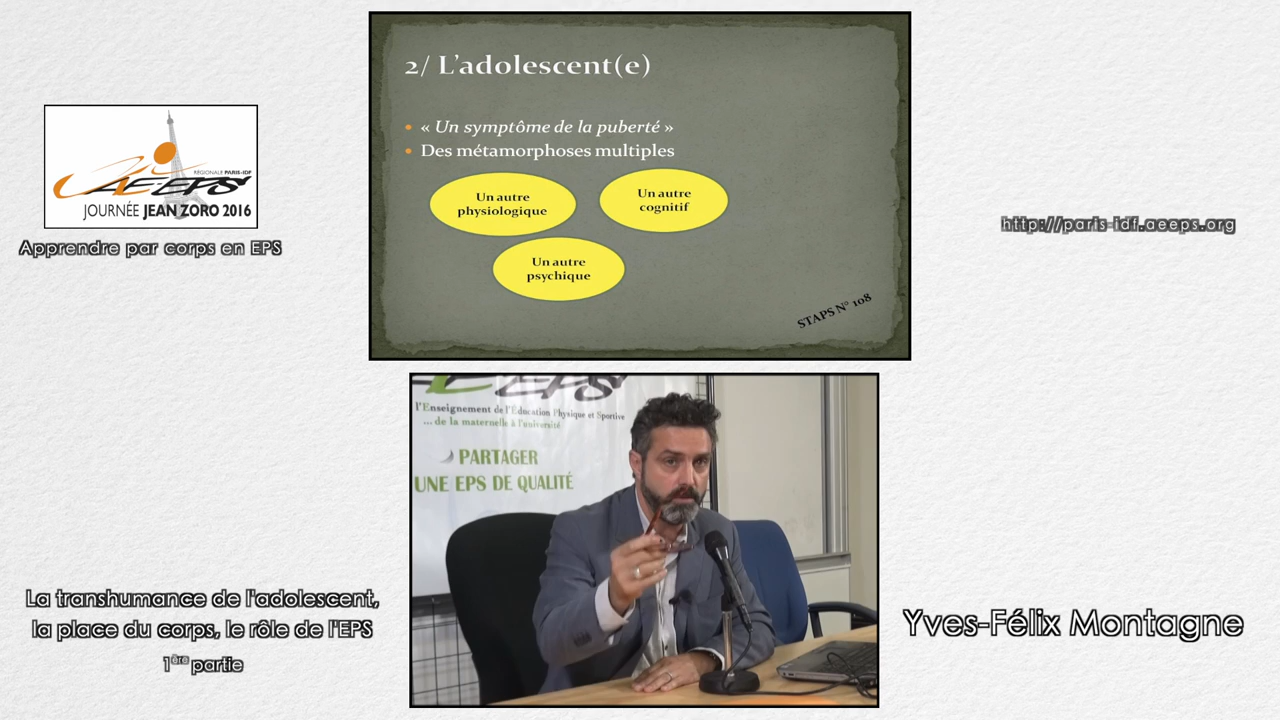 2/ L'adolescent(e)
• « Un symptôme de la puberté »
• Des métamorphoses multiples
Un autre
physiologique
Un autre
cognitif
Un autre
psychique
STAPS N° 108
RÉGIONALE PARIS-IDF
AEEPS
JOURNÉE JEAN ZORO 2016
Apprendre par corps en EPS
http://paris-idf.aeeps.org
l'Enseignement de l'Éducation Physique et Sportive
... de la maternelle à l'université
PARTAGER
UNE EPS DE QUALITÉ
La transhumance de l'adolescent,
la place du corps, le rôle de l'EPS
1ère partie
Yves-Félix Montagne